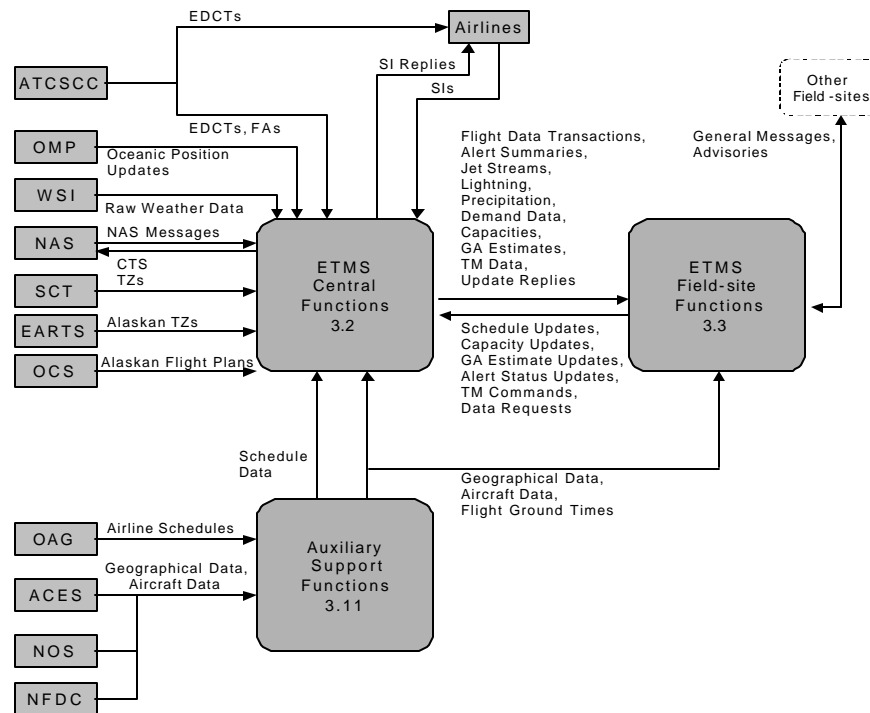 EDCTs
Airlines
ATCSCC
SI Replies
SIs
Other
Field -sites
EDCTs, FAs
OMP
Oceanic Position
Updates
WSI
Raw Weather Data
NAS
NAS Messages
CTS
TZs
SCT
EARTS
Alaskan TZs
OCS
Alaskan Flight Plans
ETMS
Central
Functions
3.2
Flight Data Transactions,
Alert Summaries,
Jet Streams,
Lightning,
Precipitation,
Demand Data,
Capacities,
GA Estimates,
TM Data,
Update Replies
General Messages,
Advisories
ETMS
Field-site
Functions
3.3
Schedule Updates,
Capacity Updates,
GA Estimate Updates,
Alert Status Updates,
TM Commands,
Data Requests
Schedule
Data
Geographical Data,
Aircraft Data,
Flight Ground Times
OAG
Airline Schedules
Auxiliary
Support
Functions
3.11
Geographical Data,
Aircraft Data
ACES
NOS
NFDC